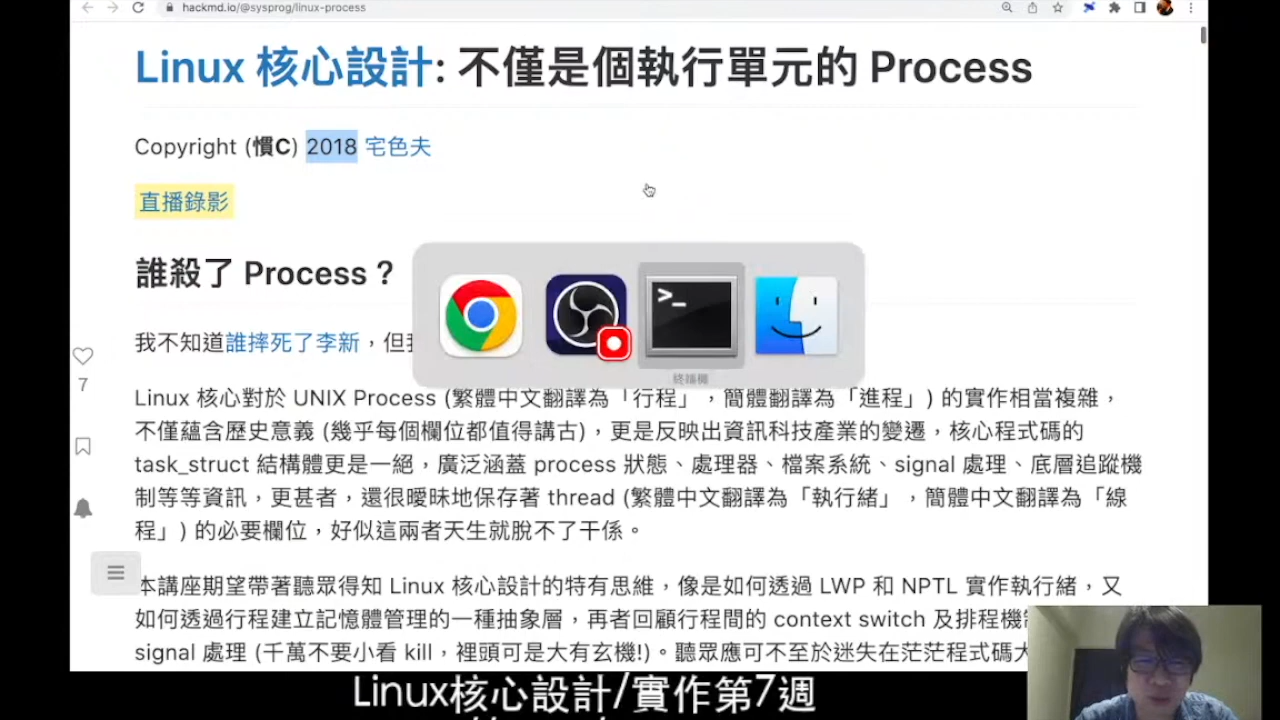 hackmd.io/@sysprog/linux-process
Linux 核心設計: 不僅是個執行單元的 Process
Copyright (慣C) 2018 宅色夫
直播錄影
誰殺了 Process ?
我不知道誰摔死了李新，但
終端機
7
Linux 核心對於 UNIX Process (繁體中文翻譯為「行程」，簡體翻譯為「進程」) 的實作相當複雜，
不僅蘊含歷史意義 (幾乎每個欄位都值得講古)，更是反映出資訊科技產業的變遷，核心程式碼的
task_struct 結構體更是一絕，廣泛涵蓋 process 狀態、處理器、檔案系統、signal 處理、底層追蹤機
制等等資訊，更甚者，還很曖昧地保存著 thread (繁體中文翻譯為「執行緒」，簡體中文翻譯為「線
程」) 的必要欄位，好似這兩者天生就脫不了干係。
本講座期望帶著聽眾得知 Linux 核心設計的特有思維，像是如何透過 LWP 和 NPTL 實作執行緒，又
如何透過行程建立記憶體管理的一種抽象層，再者回顧行程間的 context switch 及排程機
signal 處理 (千萬不要小看 kill，裡頭可是大有玄機!)。聽眾應可不至於迷失在茫茫程式碼大
Linux核心設計/實作第7週